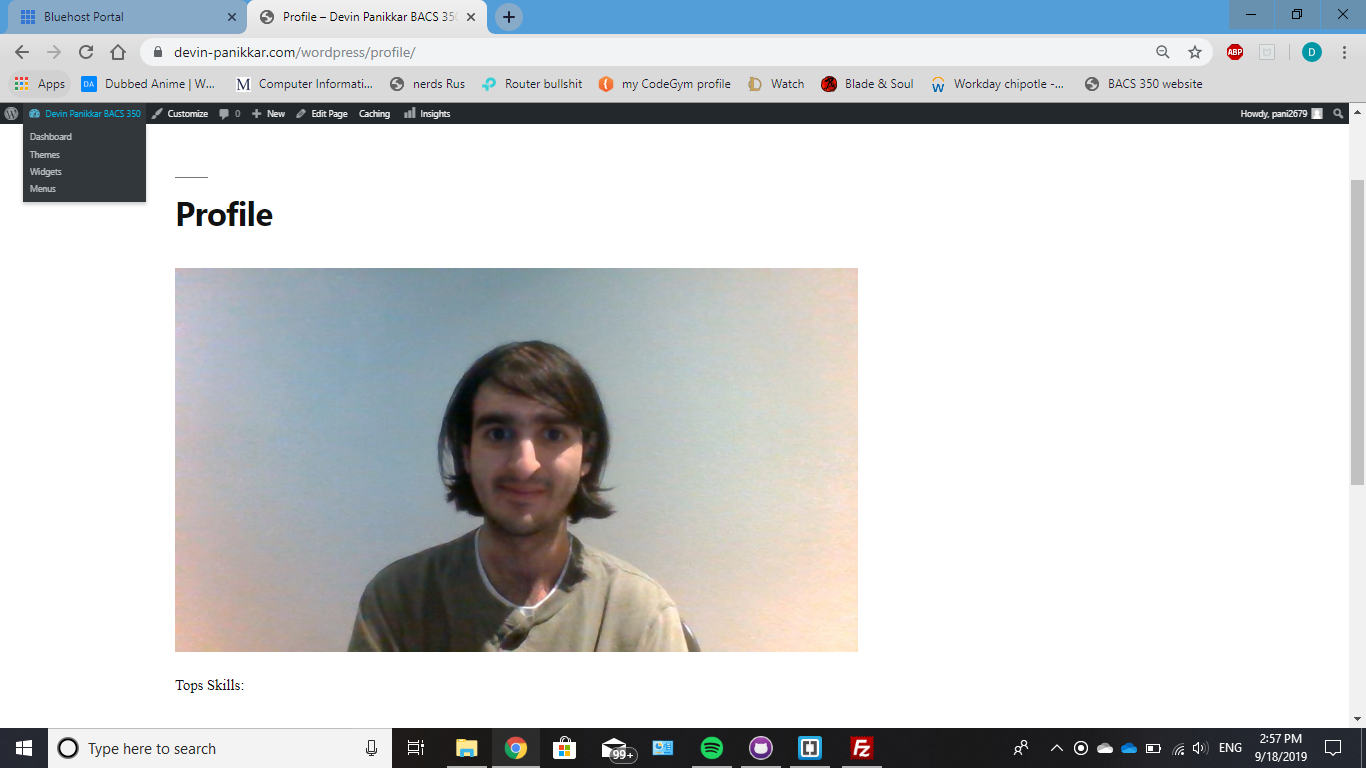 Bluehost Portal
Profile – Devin Panikkar BACS 35
devin-panikkar.com/wordpress/profile/
ABP
D
Apps
DA Dubbed Anime | W...
M Computer Informati...
nerds Rus
Router bullshit
my CodeGym profile
Watch
Blade & Soul
Workday chipotle -...
BACS 350 website
Devin Panikkar BACS 350
Customize
0
New
Edit Page
Caching
Insights
Howdy, pani2679
Dashboard
Themes
Widgets
Menus
Profile
Tops Skills:
Type here to search
99+
Fz
ENG
2:57 PM
9/18/2019